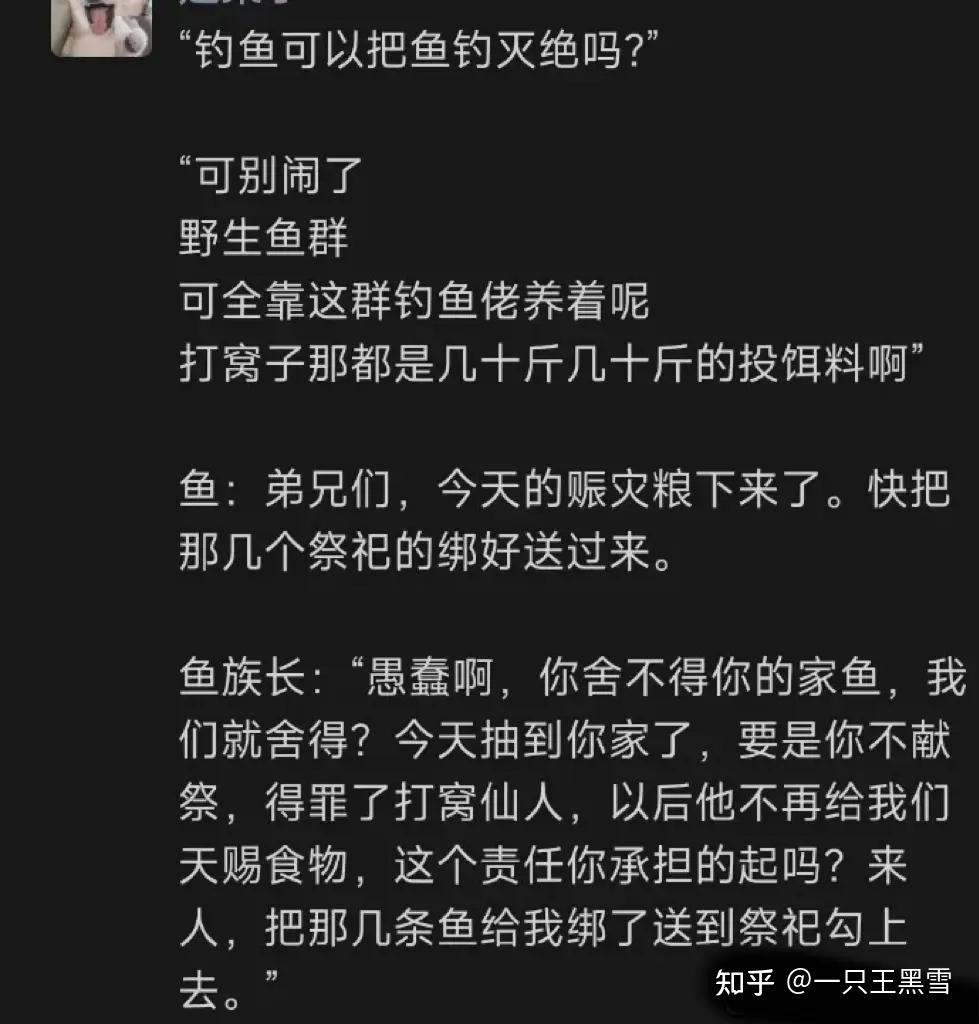 “钓鱼可以把鱼钓灭绝吗?”
“可别闹了
野生鱼群
可全靠这群钓鱼佬养着呢
打窝子那都是几十斤几十斤的投饵料啊”
鱼：弟兄们，今天的赈灾粮下来了。快把
那几个祭祀的绑好送过来。
鱼族长：“愚蠢啊，你舍不得你的家鱼，我
们就舍得？今天抽到你家了，要是你不献
祭，得罪了打窝仙人，以后他不再给我们
天赐食物，这个责任你承担的起吗？来
人，把那几条鱼给我绑了送到祭祀勾上
去。”
知乎 @一只王黑雪